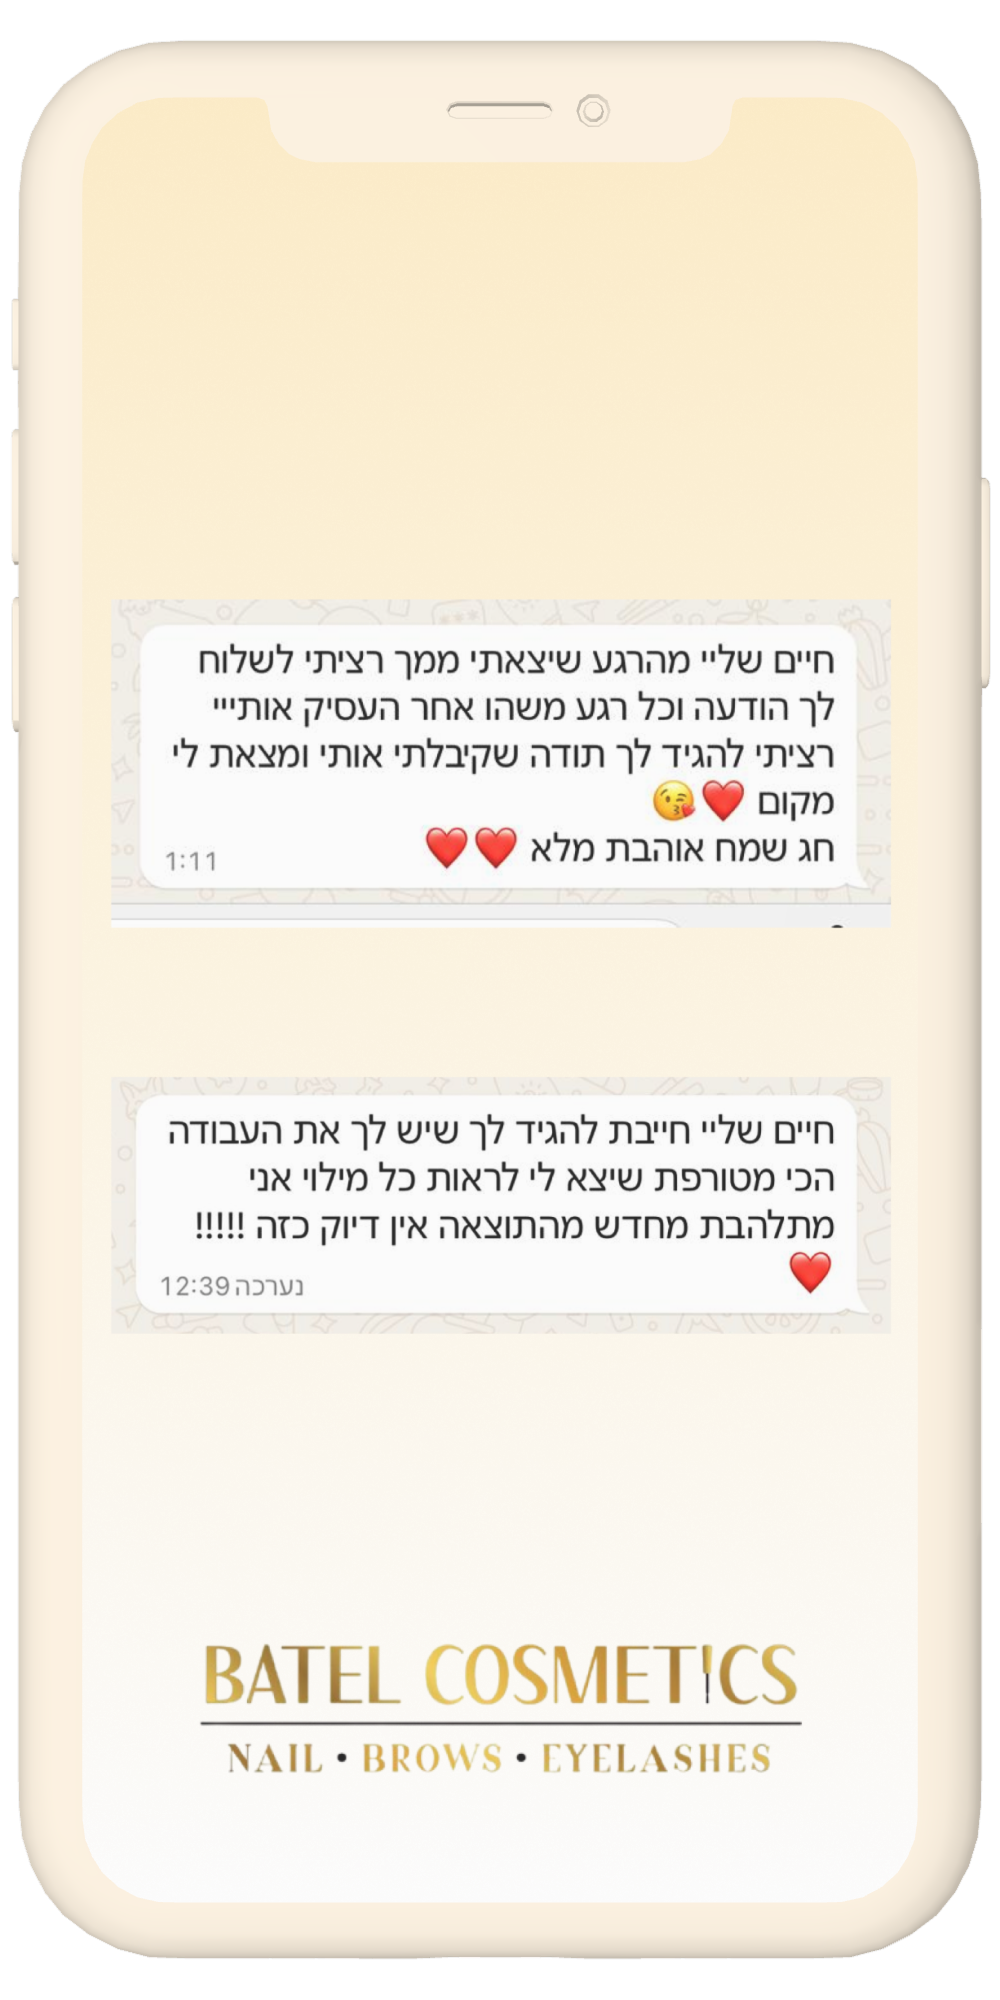 חיים שליי מהרגע שיצאתי ממך רציתי לשלוח
לך הודעה וכל רגע משהו אחר העסיק אותייי
רציתי להגיד לך תודה שקיבלתי אותי ומצאת לי
מקום ❤️😘
חג שמח אוהבת מלא ❤️❤️
1:11
חיים שליי חייבת להגיד לך שיש לך את העבודה
הכי מטורפת שיצא לי לראות כל מילוי אני
מתלהבת מחדש מהתוצאה אין דיוק כזה !!!!!
❤️
נערכה 12:39
BATEL COSMETICS
NAIL • BROWS • EYELASHES